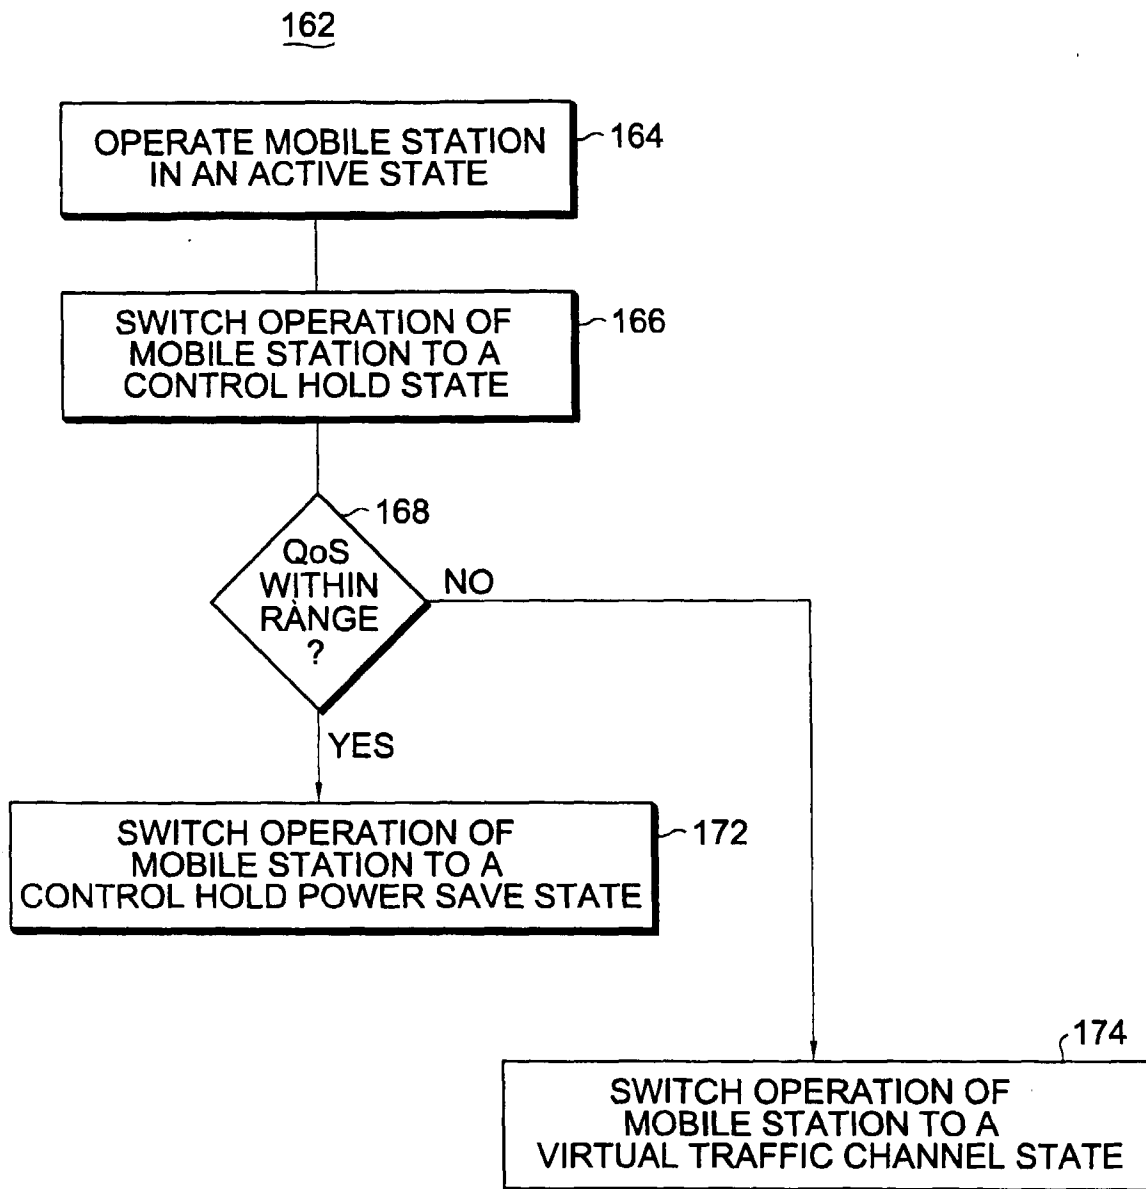 162
OPERATE MOBILE STATION
IN AN ACTIVE STATE
164
SWITCH OPERATION OF
MOBILE STATION TO A
CONTROL HOLD STATE
166
168
QoS
WITHIN
RANGE
?
NO
YES
SWITCH OPERATION OF
MOBILE STATION TO A
CONTROL HOLD POWER SAVE STATE
172
174
SWITCH OPERATION OF
MOBILE STATION TO A
VIRTUAL TRAFFIC CHANNEL STATE